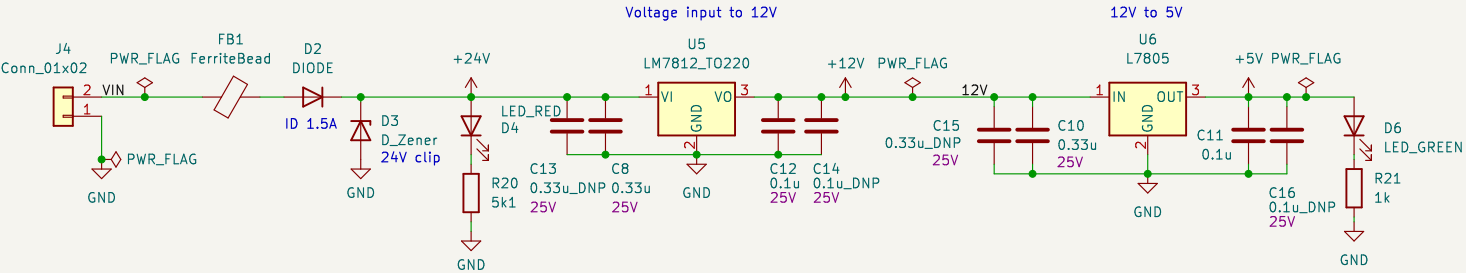 Voltage input to 12V
12V to 5V
J4
Conn_01x02
2
1
VIN
PWR_FLAG
PWR_FLAG
GND
FB1
FerriteBead
D2
DIODE
ID 1.5A
D3
D_Zener
24V clip
GND
+24V
LED_RED
D4
R20
5k1
GND
C13
0.33u_DNP
25V
C8
0.33u
25V
U5
LM7812_TO220
1
VI
VO
3
GND
2
GND
C12
0.1u
25V
C14
0.1u_DNP
25V
+12V
PWR_FLAG
12V
C15
0.33u_DNP
25V
C10
0.33u
25V
U6
L7805
1
IN
OUT
3
GND
2
GND
C11
0.1u
+5V
PWR_FLAG
C16
0.1u_DNP
25V
D6
LED_GREEN
R21
1k
GND